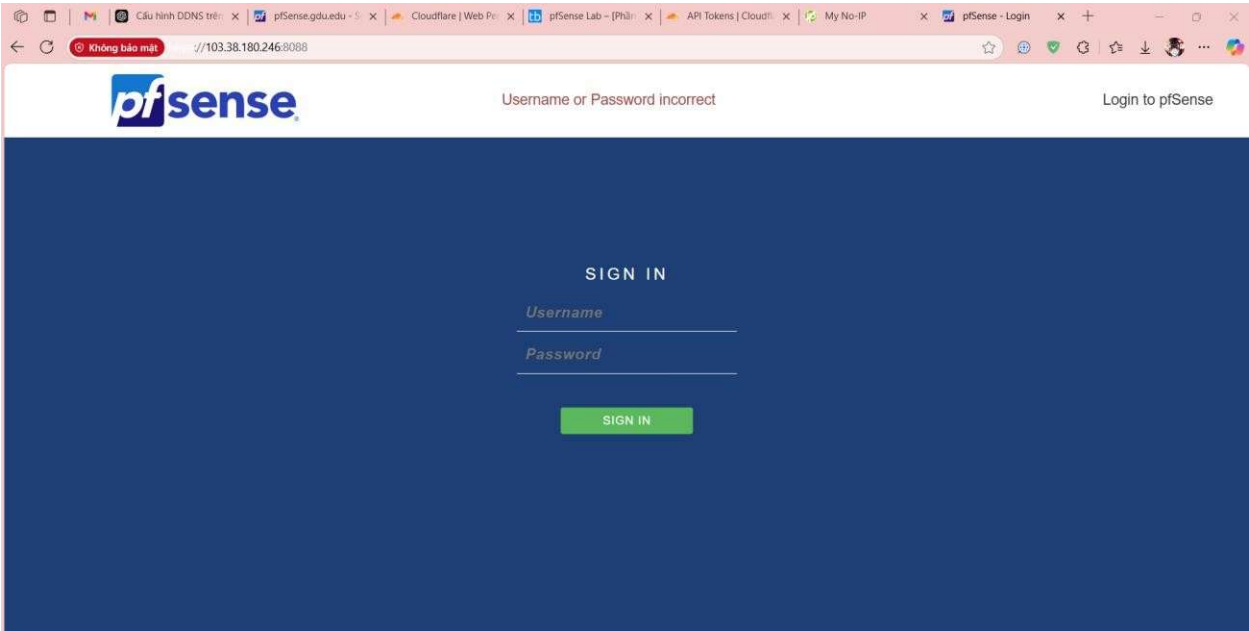 Cấu hình DDNS trên
pfSense.gdu.edu - S
Cloudflare | Web Pr
pfSense Lab – [Phần
API Tokens | Cloudfl
My No-IP
pfSense - Login
Không bảo mật
://103.38.180.246:8088
pfsense
Username or Password incorrect
Login to pfSense
SIGN IN
Username
Password
SIGN IN